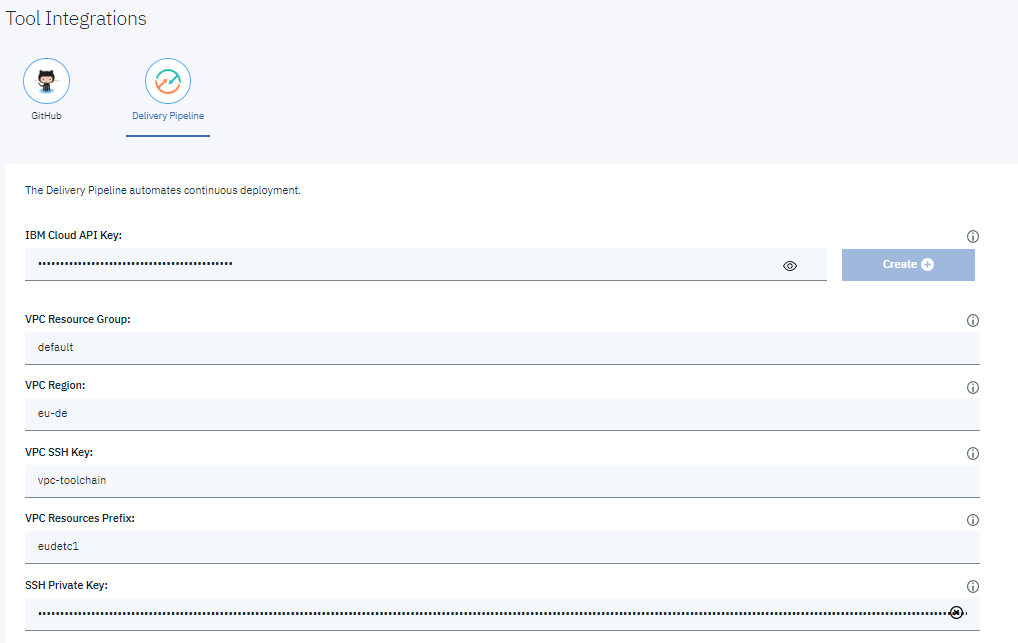 Tool Integrations
GitHub
Delivery Pipeline
The Delivery Pipeline automates continuous deployment.
IBM Cloud API Key:
Create
VPC Resource Group:
default
VPC Region:
eu-de
VPC SSH Key:
vpc-toolchain
VPC Resources Prefix:
eudetc1
SSH Private Key: